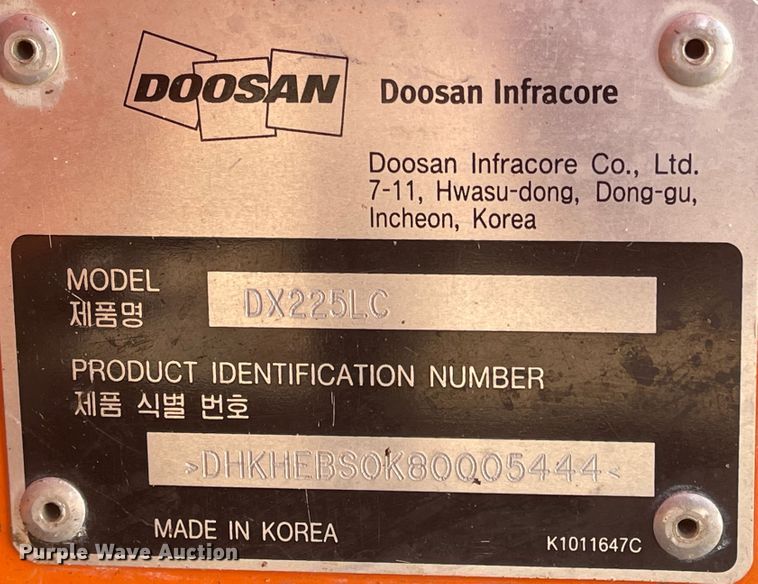 DOOSAN
Doosan Infracore
Doosan Infracore Co., Ltd.
7-11, Hwasu-dong, Dong-gu,
Incheon, Korea
MODEL
제품명
DX225LC
PRODUCT IDENTIFICATION NUMBER
제품 식별 번호
>DHKHEBS0K80005444<
MADE IN KOREA
K1011647C
Purple Wave Auction